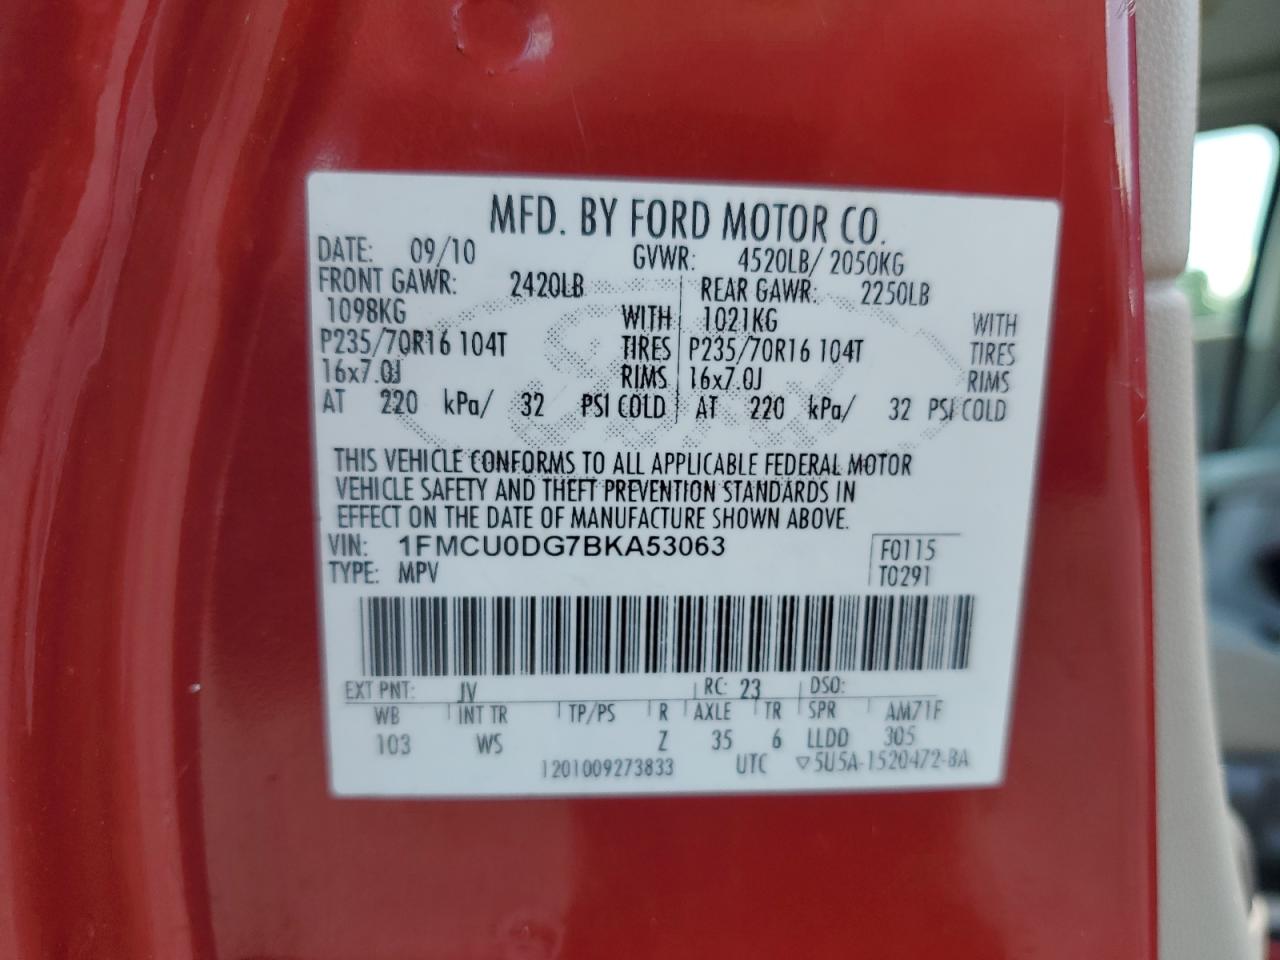 MFD. BY FORD MOTOR CO.
DATE: 09/10 GVWR: 4520LB/ 2050KG
FRONT GAWR: 2420LB REAR GAWR: 2250LB
1098KG WITH 1021KG WITH
P235/70R16 104T TIRES P235/70R16 104T TIRES
16x7.0J RIMS 16x7.0J RIMS
AT 220 kPa/ 32 PSI COLD AT 220 kPa/ 32 PSI COLD
THIS VEHICLE CONFORMS TO ALL APPLICABLE FEDERAL MOTOR
VEHICLE SAFETY AND THEFT PREVENTION STANDARDS IN
EFFECT ON THE DATE OF MANUFACTURE SHOWN ABOVE.
VIN: 1FMCU0DG7BKA53063 F0115
TYPE: MPV T0291
EXT PNT: JV RC: 23 DSO:
WB INT TR TP/PS R AXLE TR SPR AM71F
103 WS Z 35 6 LLDD 305
1201009273833 UTC ▽5U5A-1520472-BA